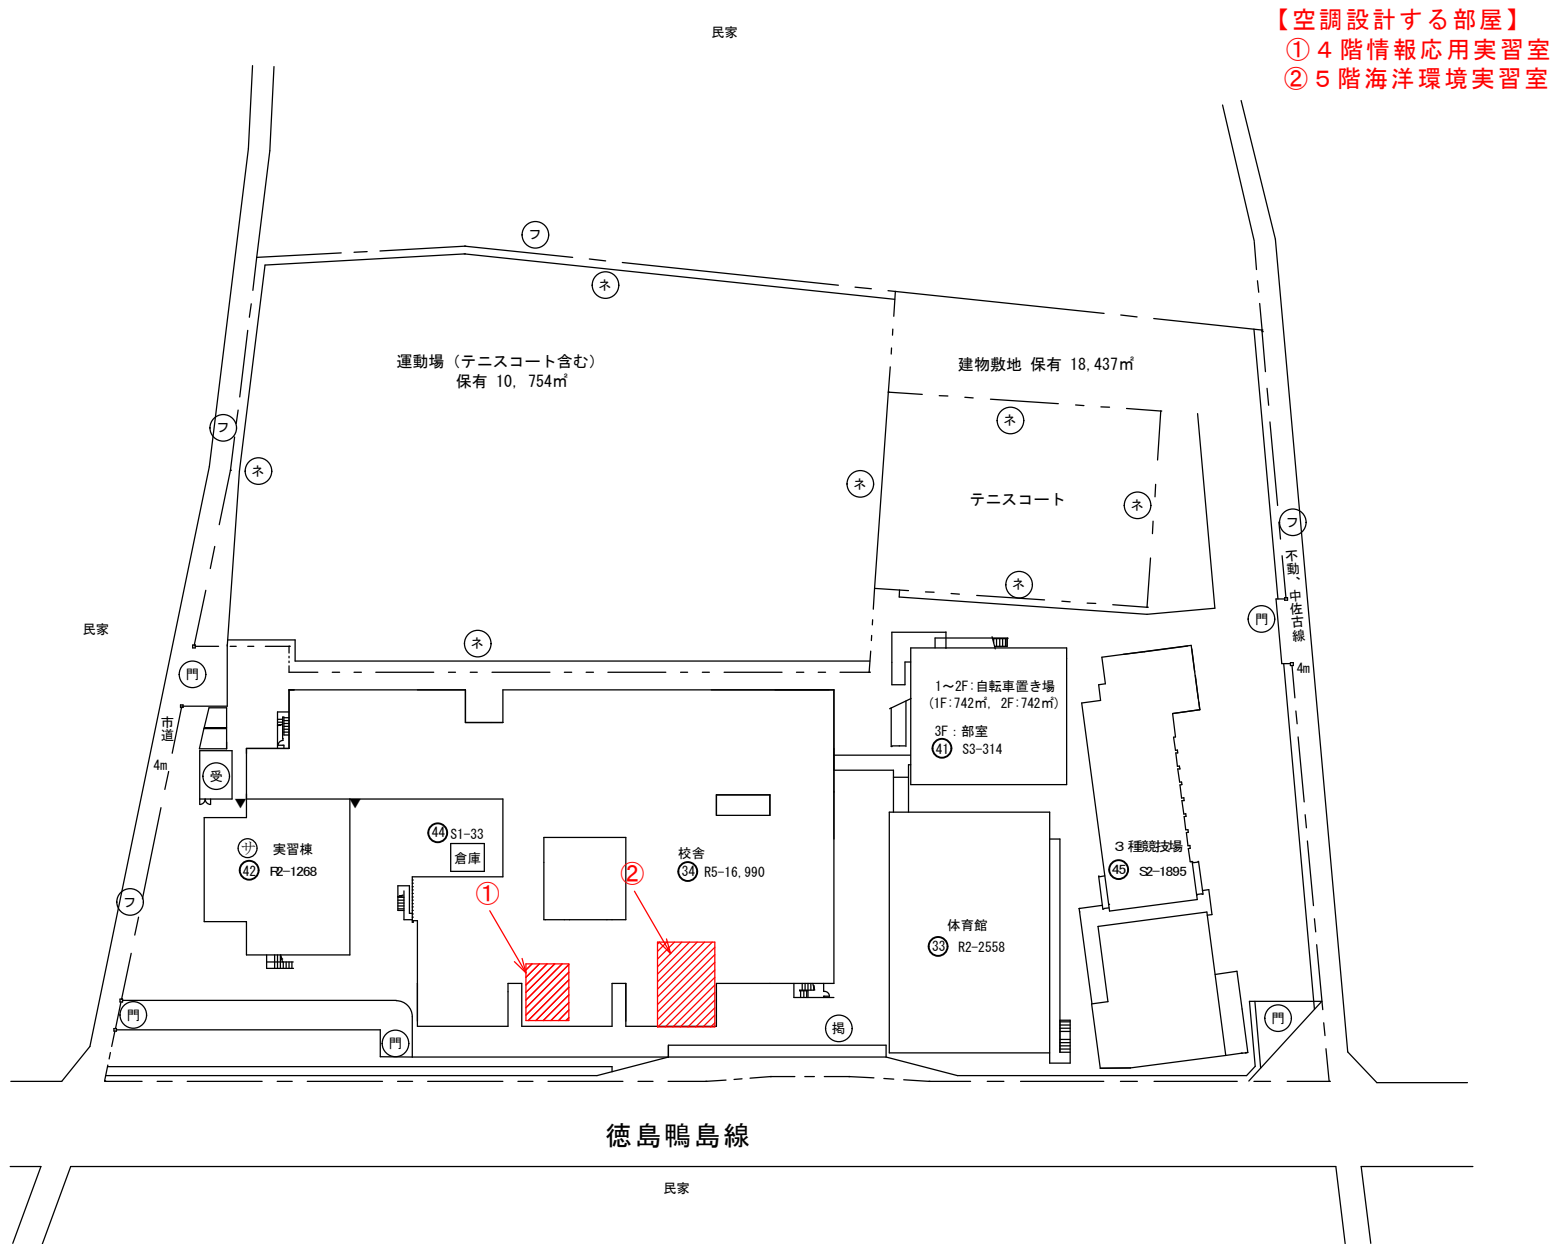 民家
【空調設計する部屋】
①４階情報応用実習室
②５階海洋環境実習室
フ
ネ
運動場（テニスコート含む）
保有 10, 754㎡
建物敷地 保有 18,437㎡
フ
ネ
ネ
ネ
テニスコート
ネ
フ
不動、中佐古線
4m
ネ
門
民家
ネ
門
市道
4m
受
1～2F:自転車置き場
(1F:742㎡, 2F:742㎡)
3F：部室
41 S3-314
44 S1-33
倉庫
サ 実習棟
42 R2-1268
校舎
34 R5-16,990
①
②
３種競技場
45 S2-1895
フ
体育館
33 R2-2558
門
門
掲
門
徳島鴨島線
民家